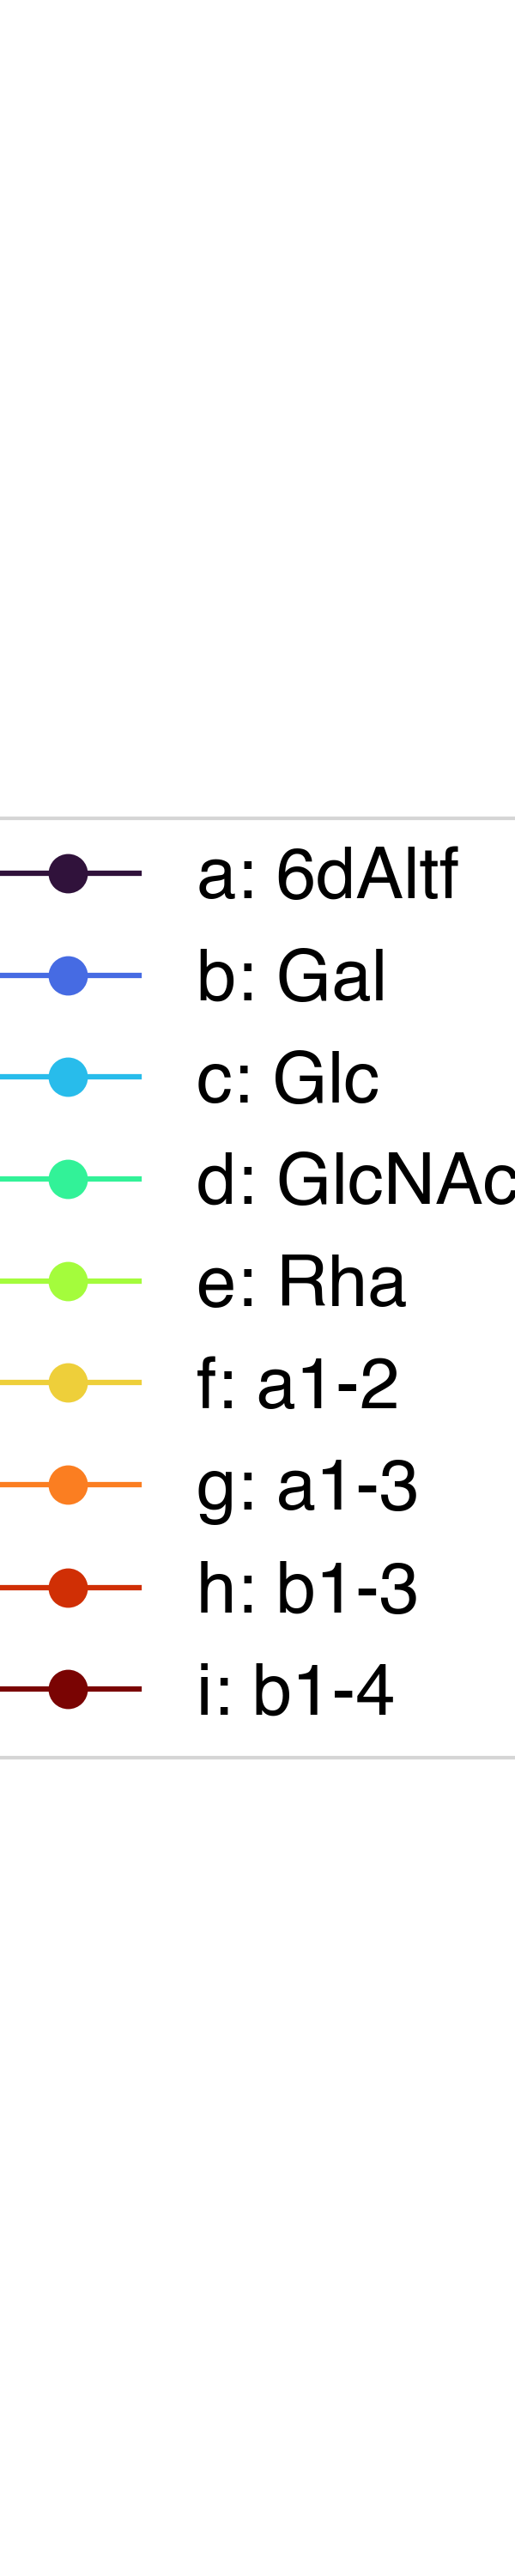 a: 6dAltf
b: Gal
c: Glc
d: GlcNAc
e: Rha
f: a1-2
g: a1-3
h: b1-3
i: b1-4